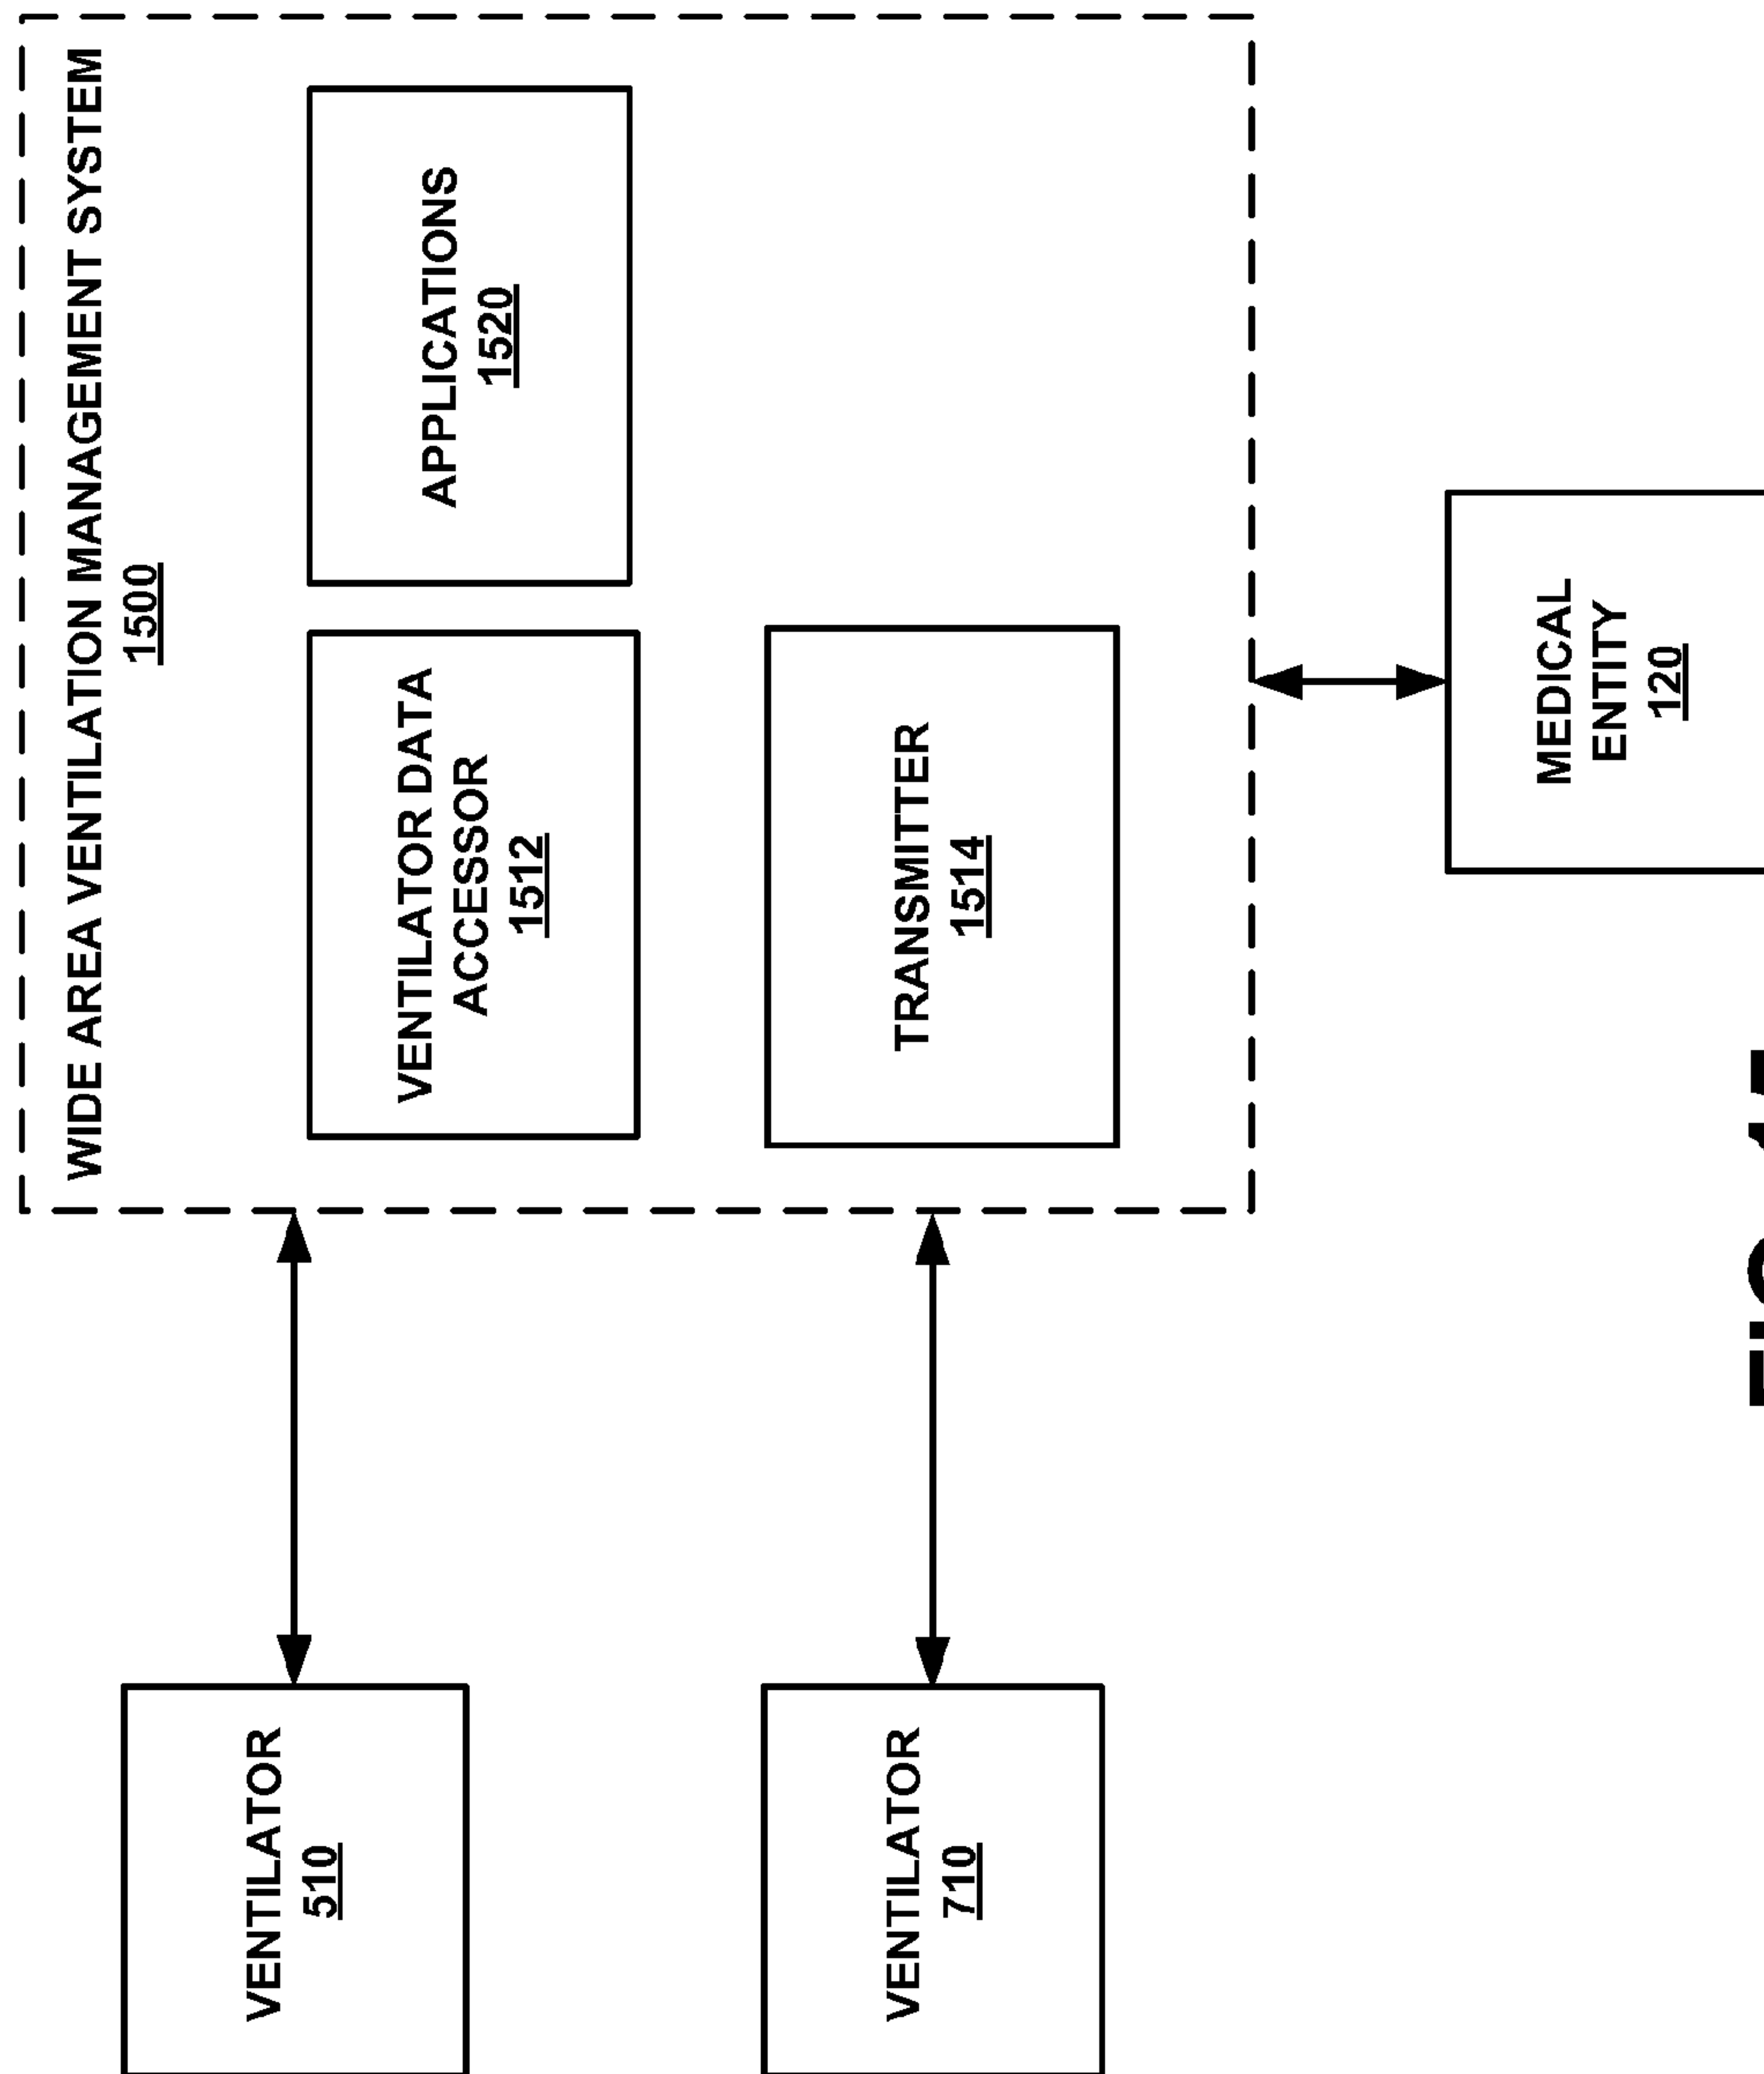 WIDE AREA VENTILATION MANAGEMENT SYSTEM
1500
VENTILATOR
510
VENTILATOR DATA
ACCESSOR
1512
APPLICATIONS
1520
VENTILATOR
710
TRANSMITTER
1514
MEDICAL
ENTITY
120